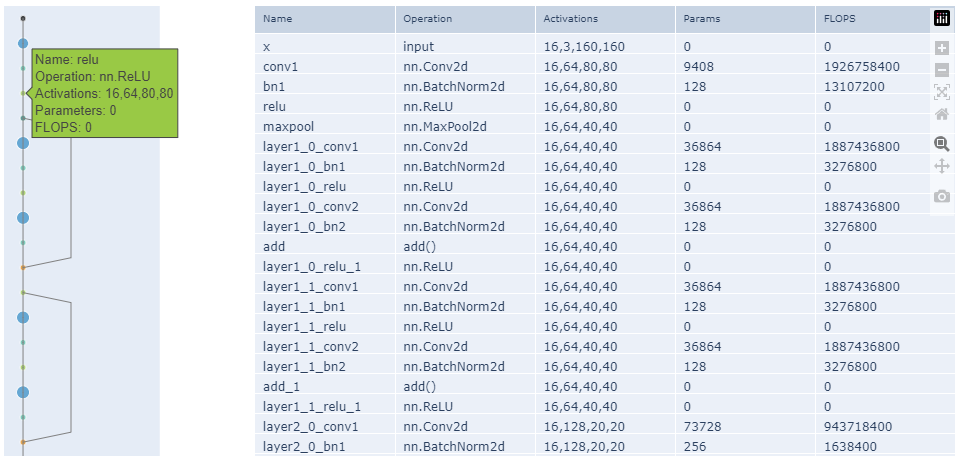 Name: relu
Operation: nn.ReLU
Activations: 16,64,80,80
Parameters: 0
FLOPS: 0
Name Operation Activations Params FLOPS
x input 16,3,160,160 0 0
conv1 nn.Conv2d 16,64,80,80 9408 1926758400
bn1 nn.BatchNorm2d 16,64,80,80 128 13107200
relu nn.ReLU 16,64,80,80 0 0
maxpool nn.MaxPool2d 16,64,40,40 0 0
layer1_0_conv1 nn.Conv2d 16,64,40,40 36864 1887436800
layer1_0_bn1 nn.BatchNorm2d 16,64,40,40 128 3276800
layer1_0_relu nn.ReLU 16,64,40,40 0 0
layer1_0_conv2 nn.Conv2d 16,64,40,40 36864 1887436800
layer1_0_bn2 nn.BatchNorm2d 16,64,40,40 128 3276800
add add() 16,64,40,40 0 0
layer1_0_relu_1 nn.ReLU 16,64,40,40 0 0
layer1_1_conv1 nn.Conv2d 16,64,40,40 36864 1887436800
layer1_1_bn1 nn.BatchNorm2d 16,64,40,40 128 3276800
layer1_1_relu nn.ReLU 16,64,40,40 0 0
layer1_1_conv2 nn.Conv2d 16,64,40,40 36864 1887436800
layer1_1_bn2 nn.BatchNorm2d 16,64,40,40 128 3276800
add_1 add() 16,64,40,40 0 0
layer1_1_relu_1 nn.ReLU 16,64,40,40 0 0
layer2_0_conv1 nn.Conv2d 16,128,20,20 73728 943718400
layer2_0_bn1 nn.BatchNorm2d 16,128,20,20 256 1638400